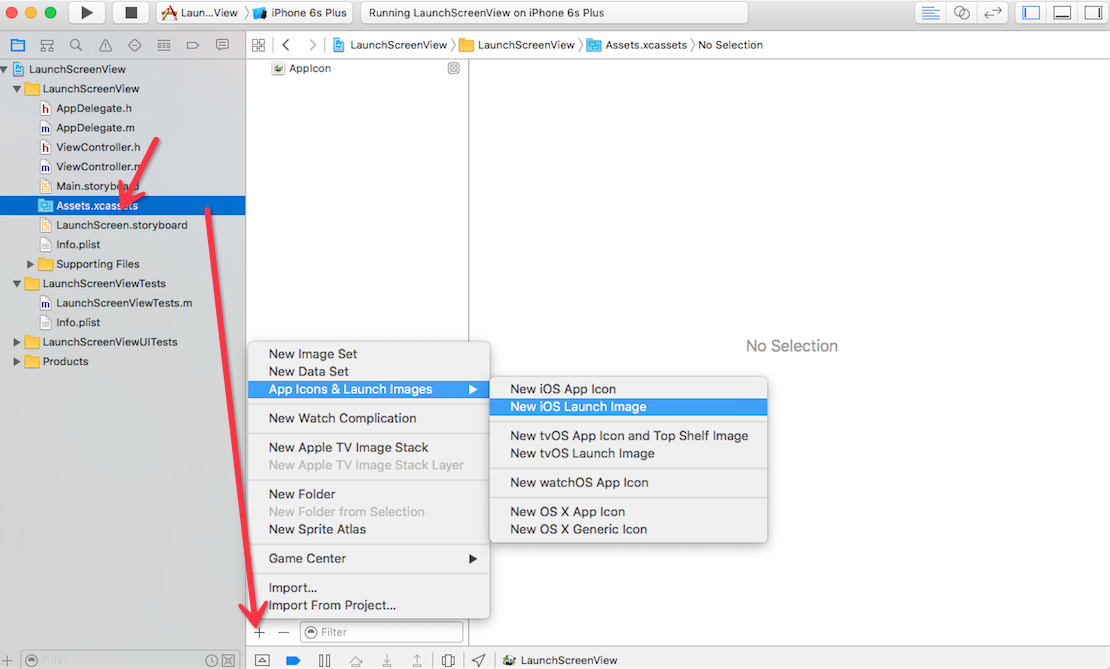 Laun...View
iPhone 6s Plus
Running LaunchScreenView on iPhone 6s Plus
LaunchScreenView
LaunchScreenView
Assets.xcassets
No Selection
LaunchScreenView
LaunchScreenView
AppDelegate.h
AppDelegate.m
ViewController.h
ViewController.m
Main.storyboard
Assets.xcassets
LaunchScreen.storyboard
Info.plist
Supporting Files
LaunchScreenViewTests
LaunchScreenViewTests.m
Info.plist
LaunchScreenViewUITests
Products
Filter
AppIcon
New Image Set
New Data Set
App Icons & Launch Images
New Watch Complication
New Apple TV Image Stack
New Apple TV Image Stack Layer
New Folder
New Folder from Selection
New Sprite Atlas
Game Center
Import...
Import From Project...
Filter
New iOS App Icon
New iOS Launch Image
New tvOS App Icon and Top Shelf Image
New tvOS Launch Image
New watchOS App Icon
New OS X App Icon
New OS X Generic Icon
No Selection
LaunchScreenView